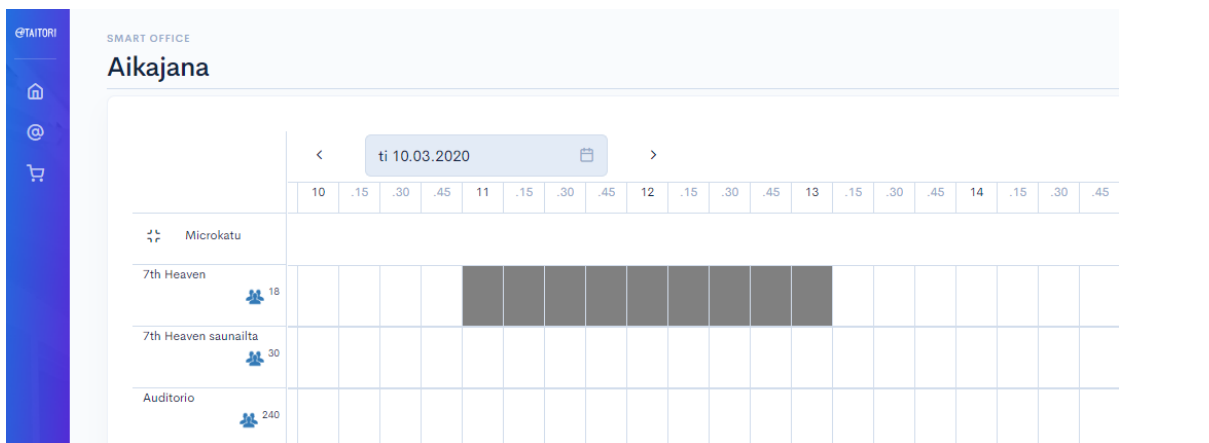 @TAITORI
SMART OFFICE
Aikajana
ti 10.03.2020
10 .15 .30 .45 11 .15 .30 .45 12 .15 .30 .45 13 .15 .30 .45 14 .15 .30 .45
Microkatu
7th Heaven
18
7th Heaven saunailta
30
Auditorio
240